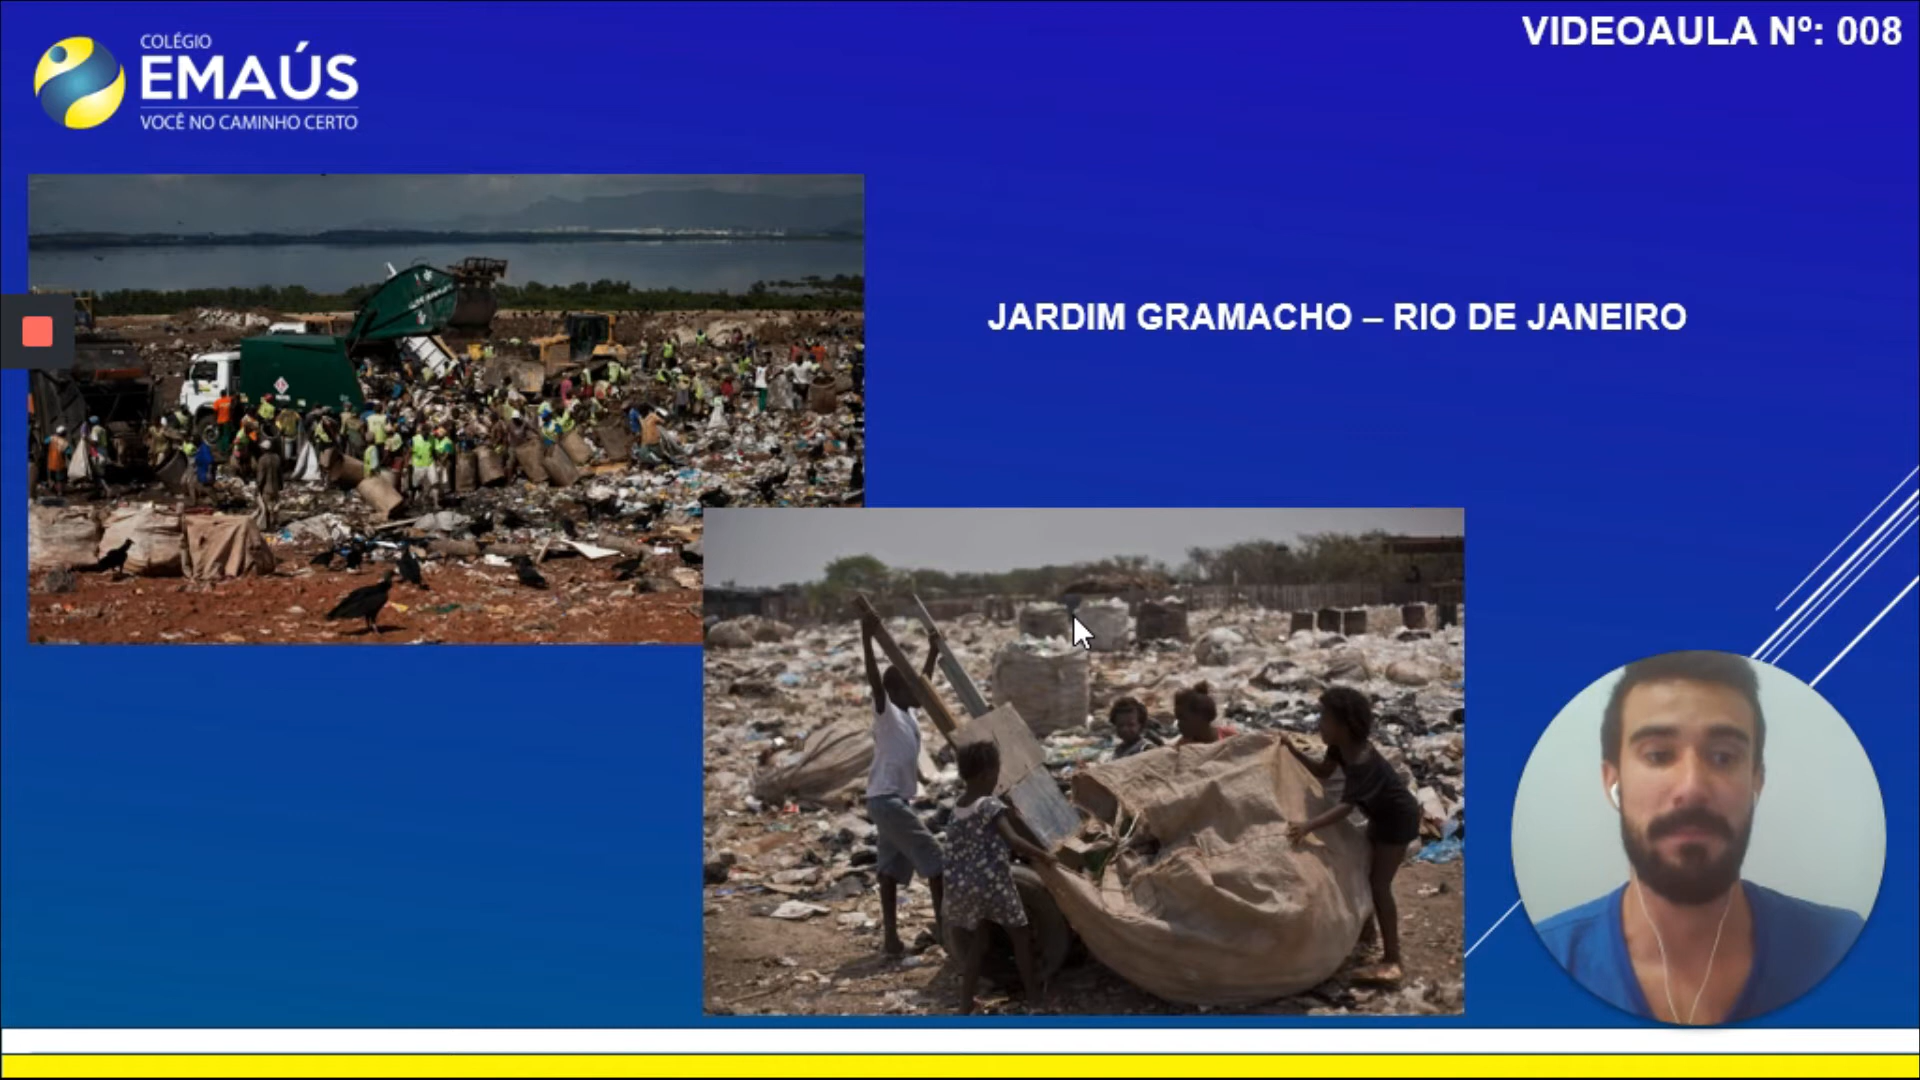 COLÉGIO
EMAÚS
VOCÊ NO CAMINHO CERTO
VIDEOAULA Nº: 008
JARDIM GRAMACHO – RIO DE JANEIRO